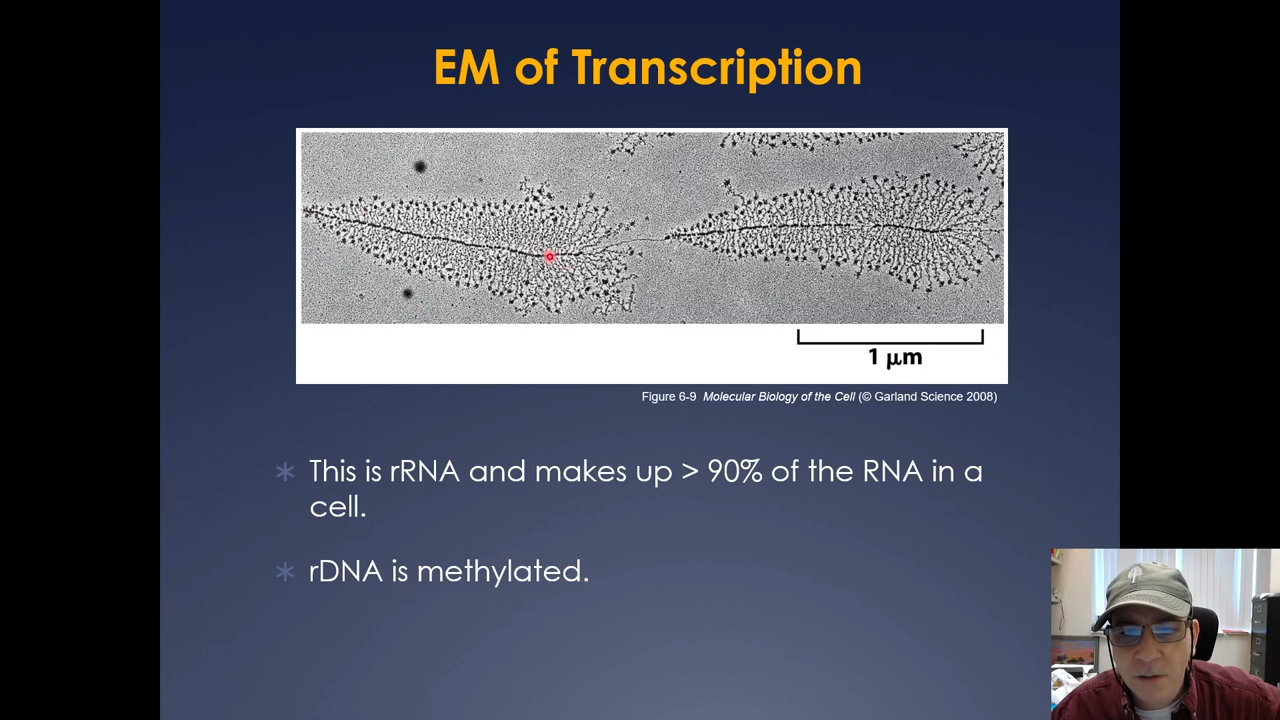 EM of Transcription
1 μm
Figure 6-9 Molecular Biology of the Cell (© Garland Science 2008)
This is rRNA and makes up > 90% of the RNA in a
cell.
rDNA is methylated.